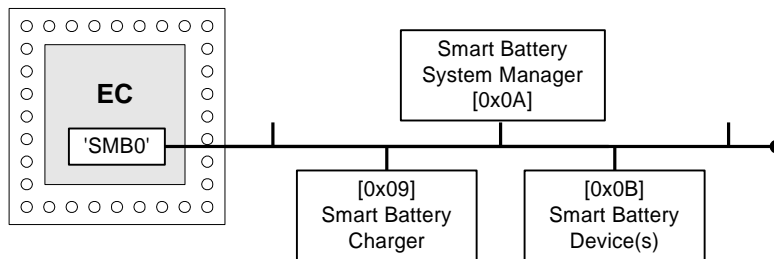 EC
'SMB0'
Smart Battery
System Manager
[0x0A]
[0x09]
Smart Battery
Charger
[0x0B]
Smart Battery
Device(s)